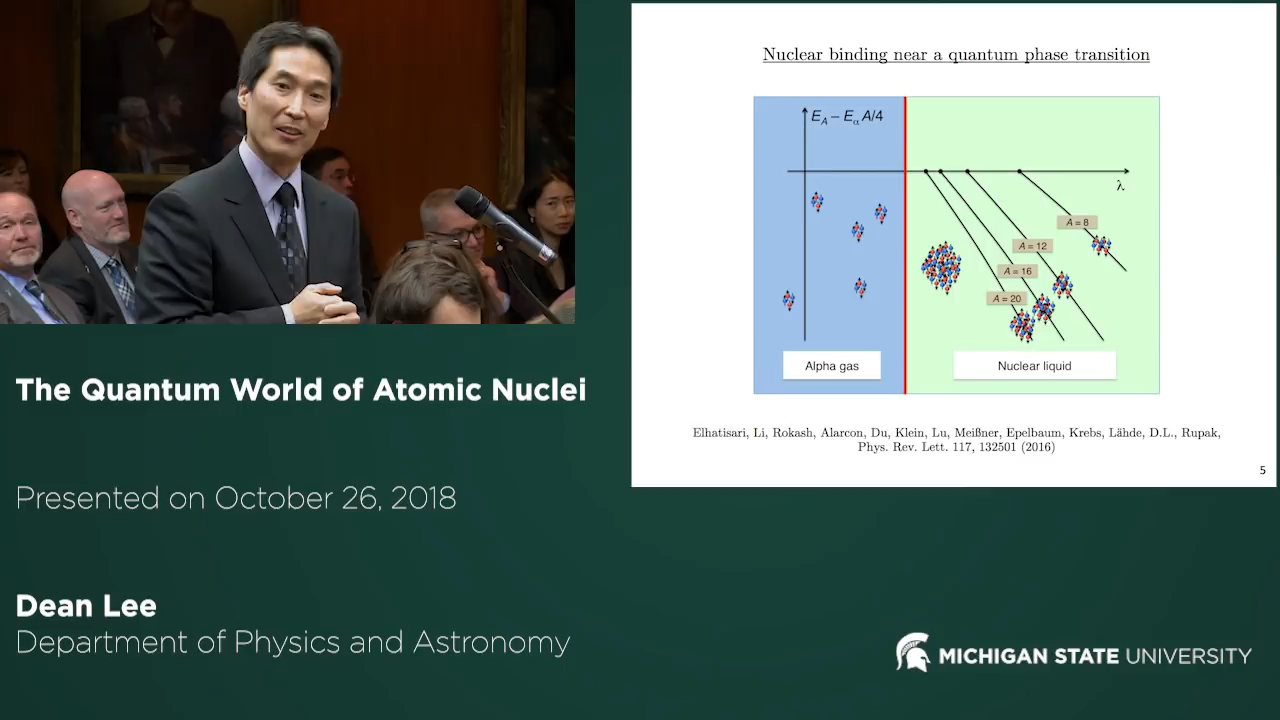 Nuclear binding near a quantum phase transition
E_A – E_α A/4
λ
A = 8
A = 12
A = 16
A = 20
Alpha gas
Nuclear liquid
Elhatisari, Li, Rokash, Alarcon, Du, Klein, Lu, Meißner, Epelbaum, Krebs, Lähde, D.L., Rupak,
Phys. Rev. Lett. 117, 132501 (2016)
5
The Quantum World of Atomic Nuclei
Presented on October 26, 2018
Dean Lee
Department of Physics and Astronomy
MICHIGAN STATE UNIVERSITY